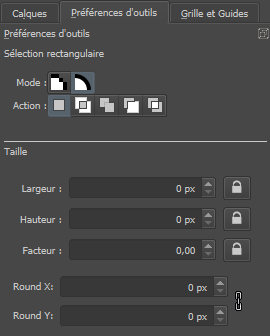 Calques Préférences d'outils Grille et Guides
Préférences d'outils
Sélection rectangulaire
Mode :
Action :
Taille
Largeur : 0 px
Hauteur : 0 px
Facteur : 0,00
Round X: 0 px
Round Y: 0 px